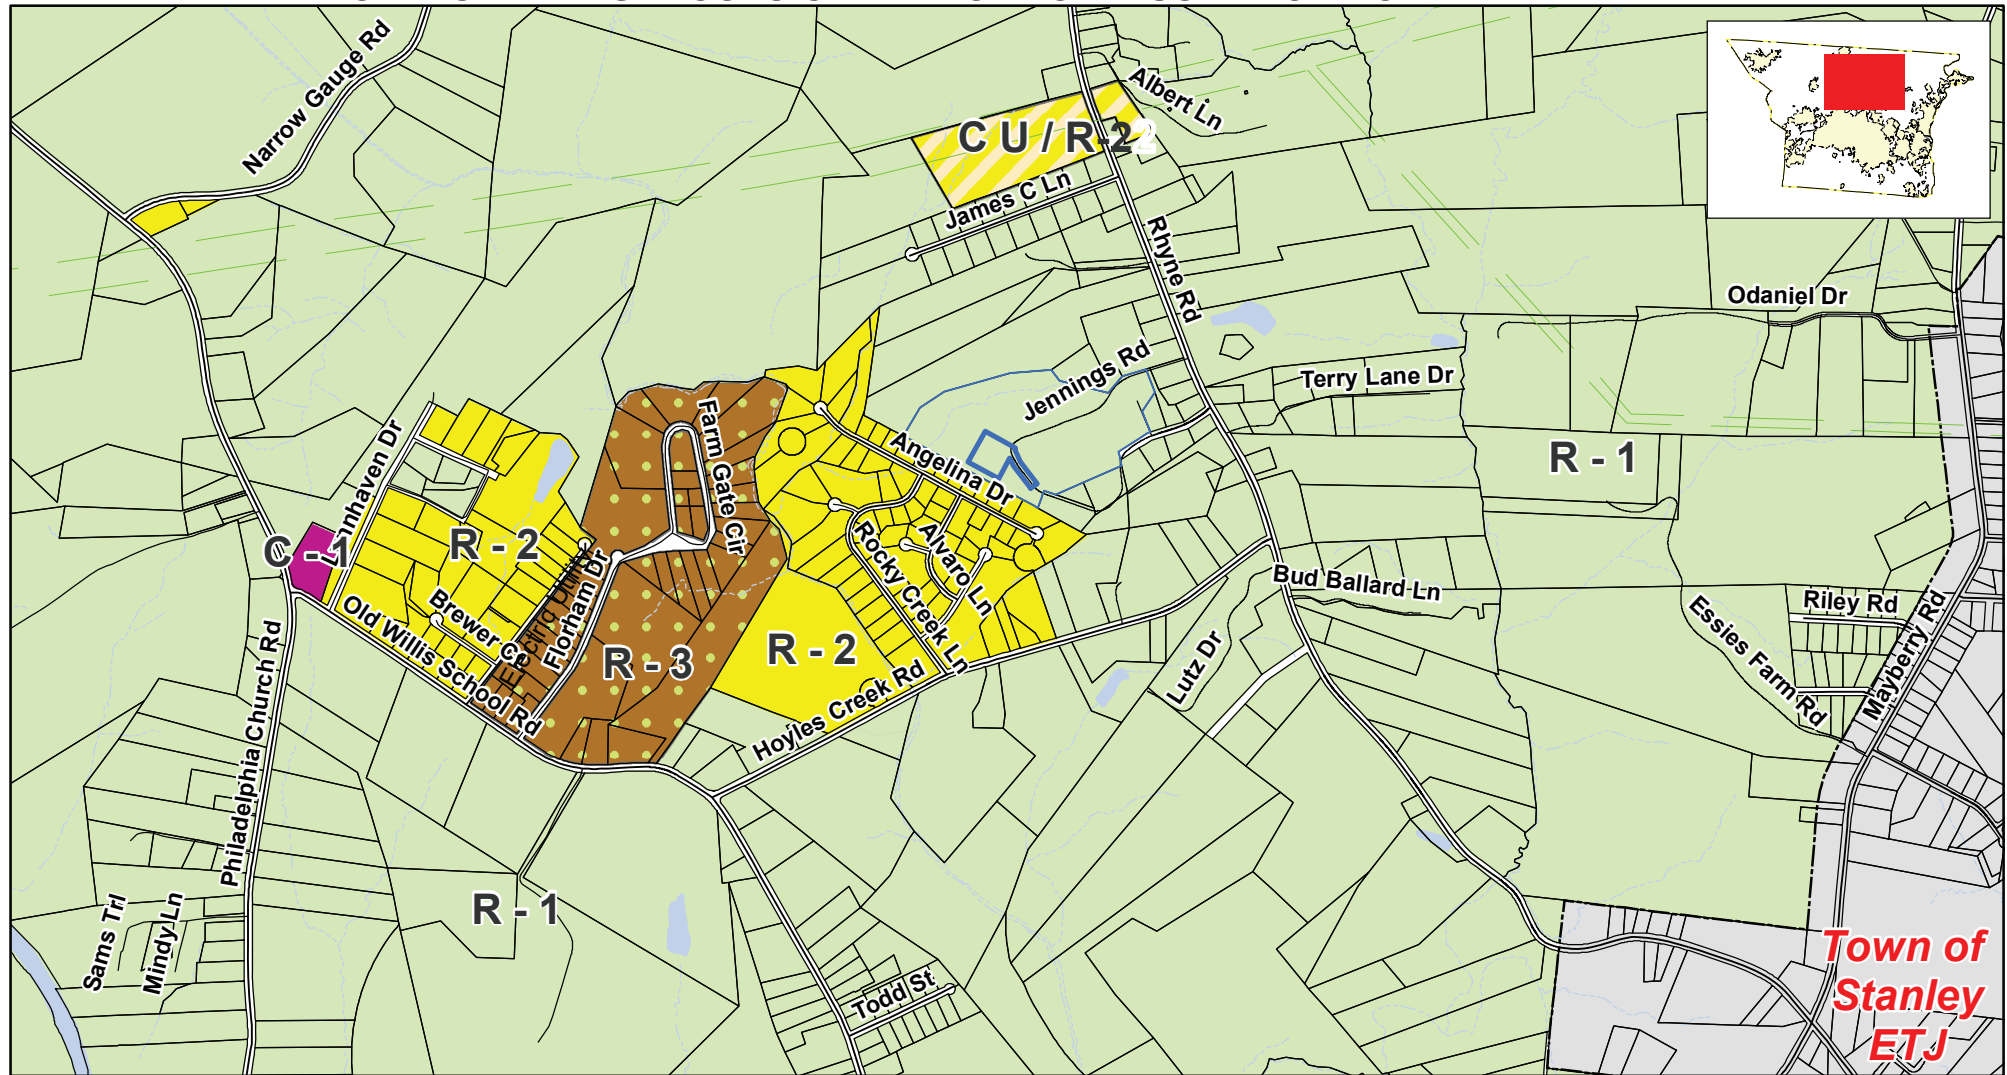 Narrow Gauge Rd
Albert Ln
C U / R-2
James C Ln
Rhyne Rd
Odaniel Dr
Jennings Rd
Terry Lane Dr
Farm Gate Cir
Angelina Dr
R - 1
C - 1
R - 2
Alvaro Ln
Rocky Creek Ln
Florham Dr
Brewer Ct
Old Willis School Rd
R - 3
R - 2
Hoyles Creek Rd
Bud Ballard Ln
Lutz Dr
Riley Rd
Essies Farm Rd
Mayberry Rd
Philadelphia Church Rd
R - 1
Sams Trl
Mindy Ln
Todd St
Town of
Stanley
ETJ